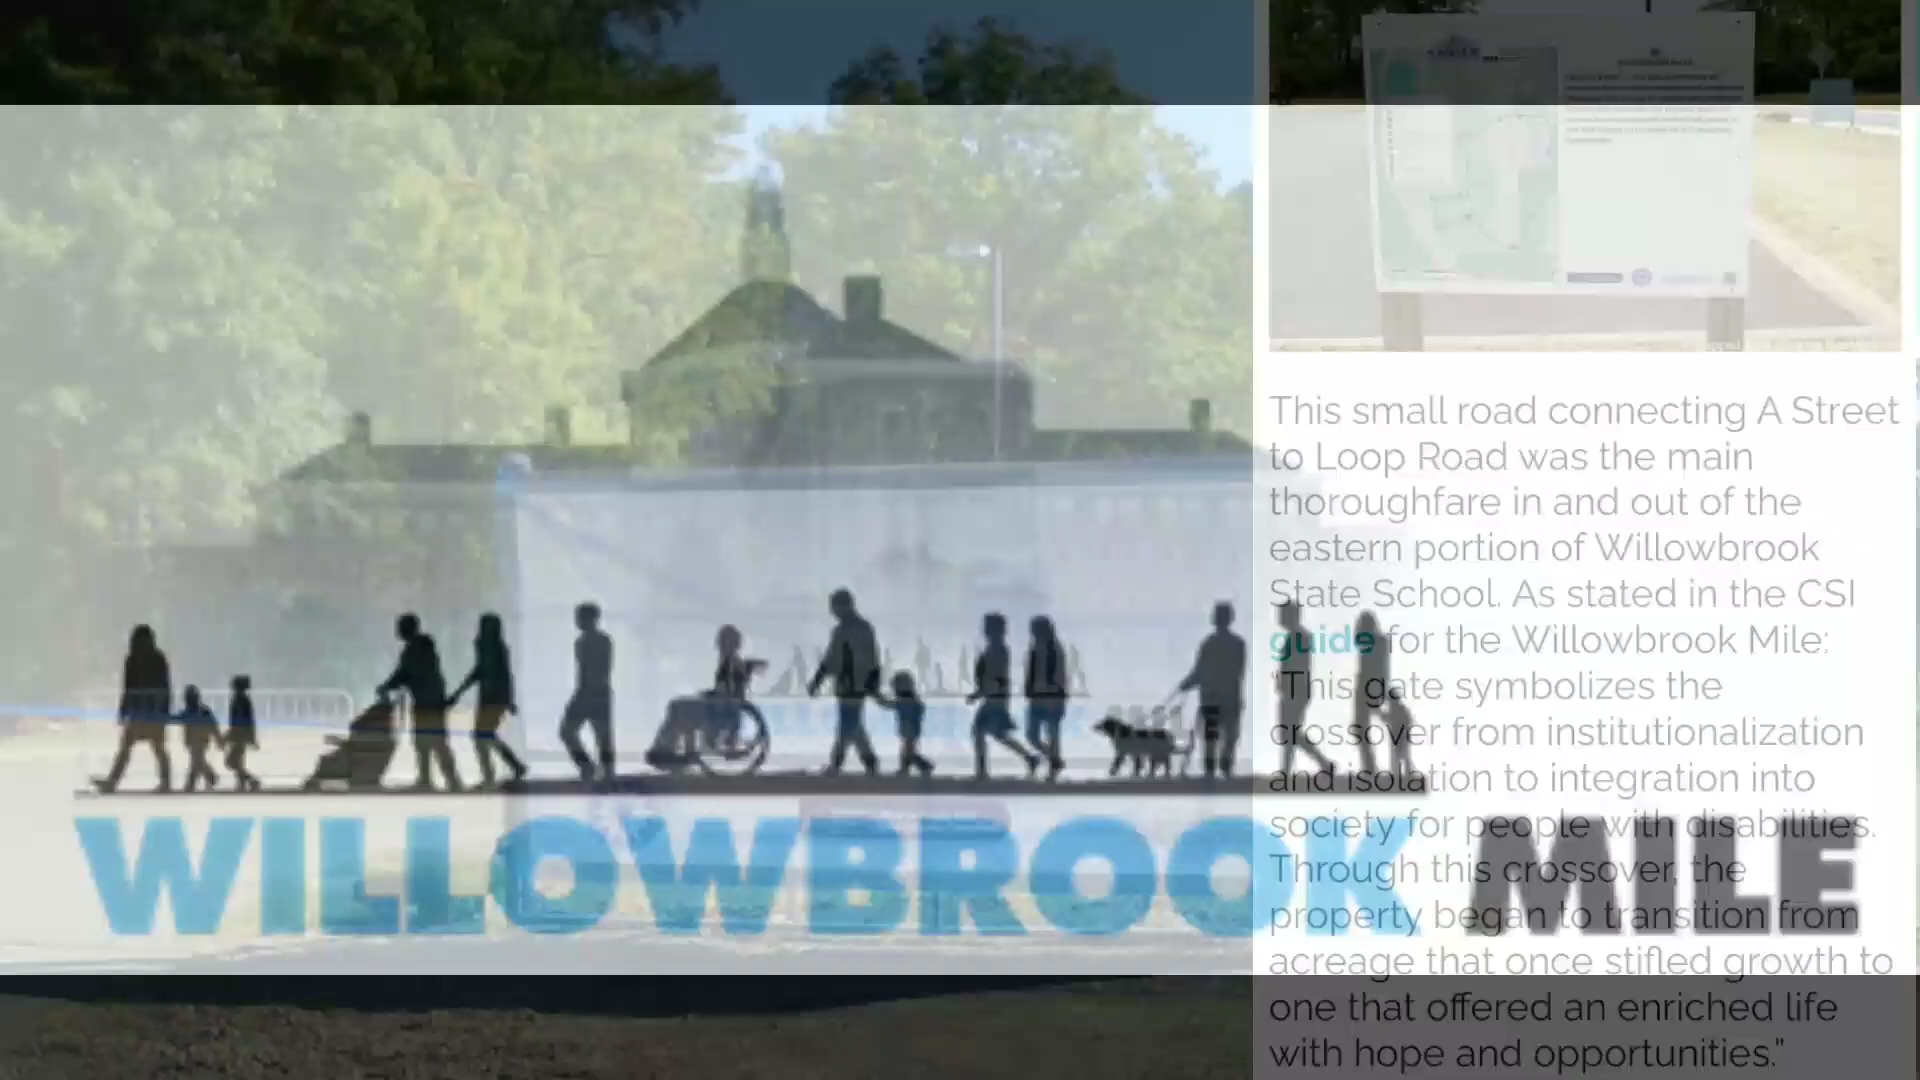 This small road connecting A Street
to Loop Road was the main
thoroughfare in and out of the
eastern portion of Willowbrook
State School. As stated in the CSI
guide for the Willowbrook Mile:
"This gate symbolizes the
crossover from institutionalization
and isolation to integration into
society for people with disabilities.
Through this crossover, the
property began to transition from
acreage that once stifled growth to
one that offered an enriched life
with hope and opportunities."
WILLOWBROOK MILE